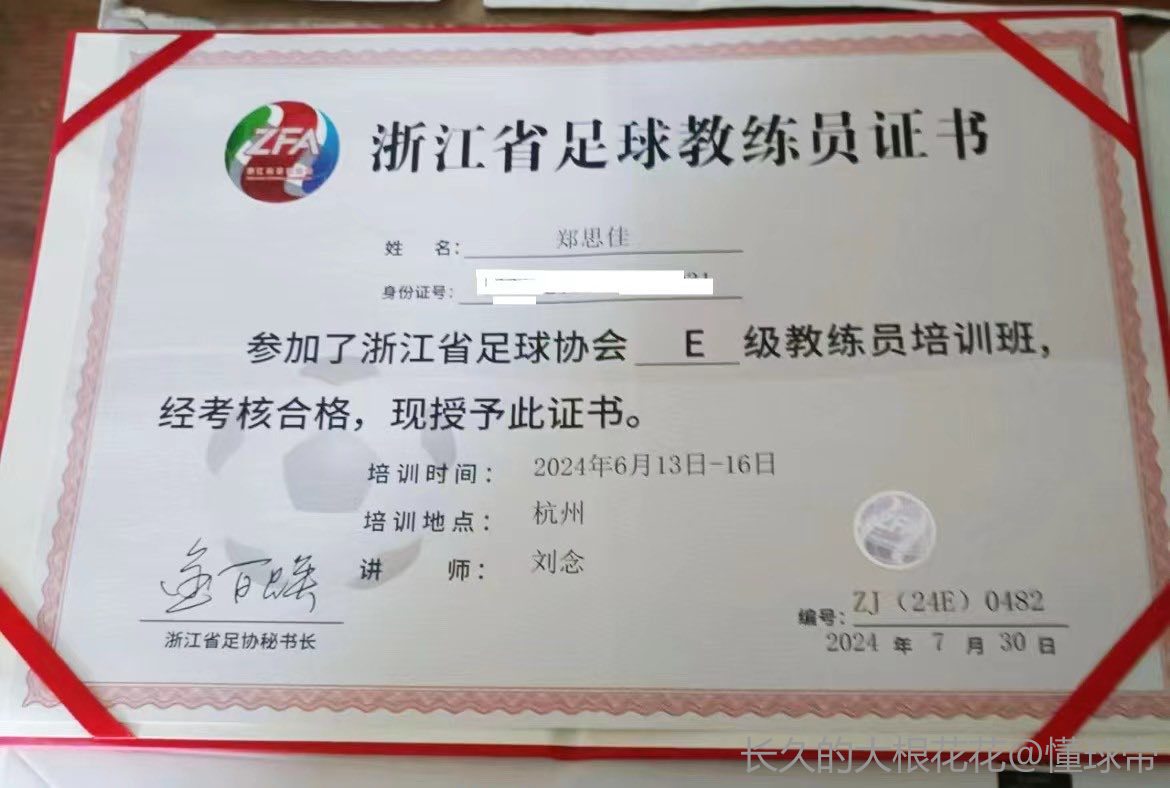 ZFA
浙江省足球教练员证书
姓 名：郑思佳
身份证号：
参加了浙江省足球协会 E 级教练员培训班，
经考核合格，现授予此证书。
培训时间：2024年6月13日-16日
培训地点：杭州
讲 师：刘念
浙江省足协秘书长
编号：ZJ（24E）0482
2024 年 7 月 30 日
长久的大根花花@懂球帝